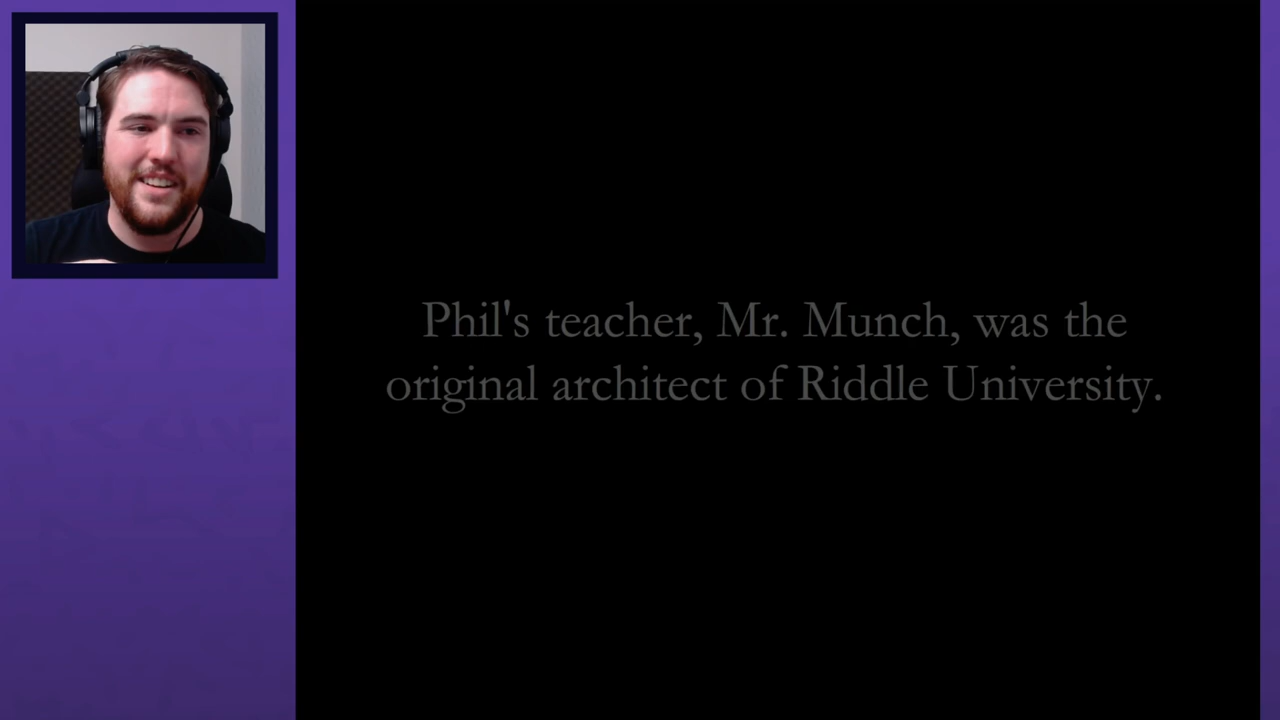 Phil's teacher, Mr. Munch, was the
original architect of Riddle University.